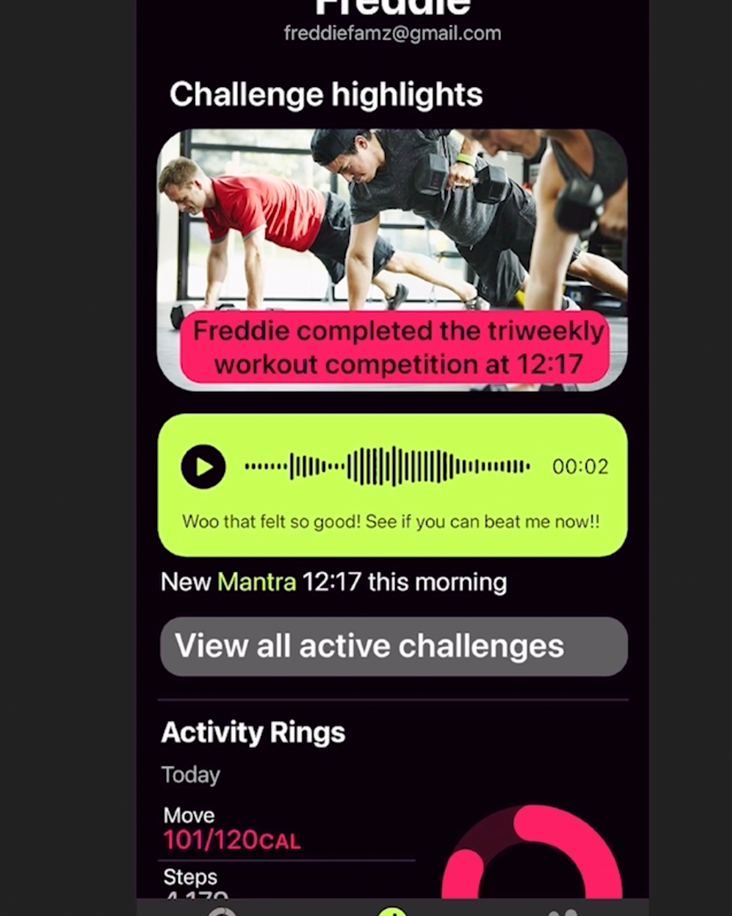 Freddie
freddiefamz@gmail.com
Challenge highlights
Freddie completed the triweekly
workout competition at 12:17
00:02
Woo that felt so good! See if you can beat me now!!
New Mantra 12:17 this morning
View all active challenges
Activity Rings
Today
Move
101/120CAL
Steps
4,179